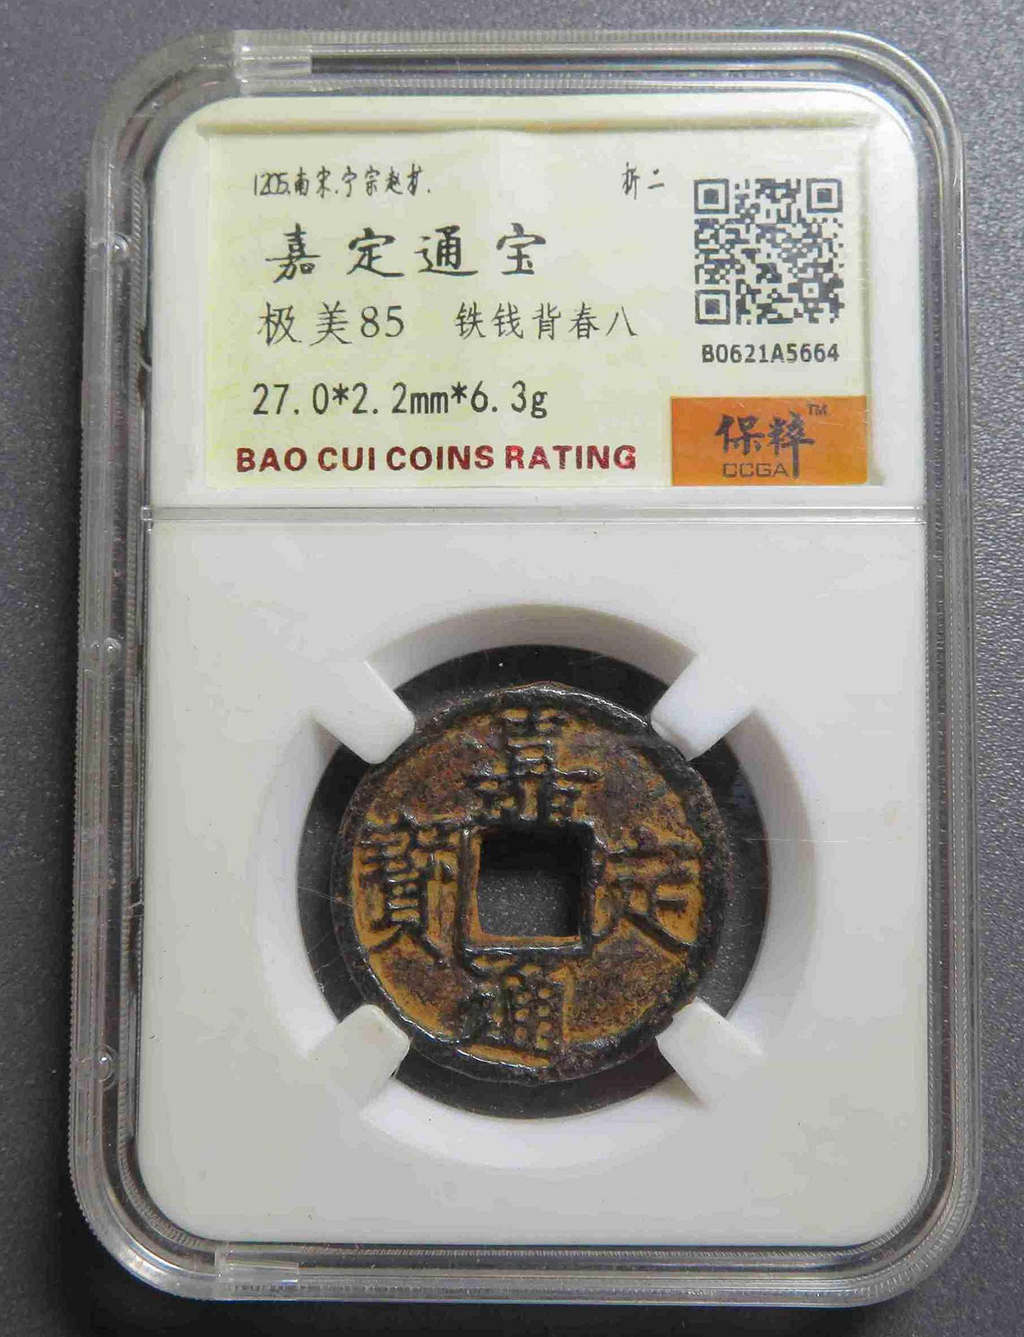 1205.南宋.宁宗赵扩. 折二
嘉定通宝
极美85 铁钱背春八
B0621A5664
27.0*2.2mm*6.3g
保粹TM
CCGA
BAO CUI COINS RATING
嘉定通寶